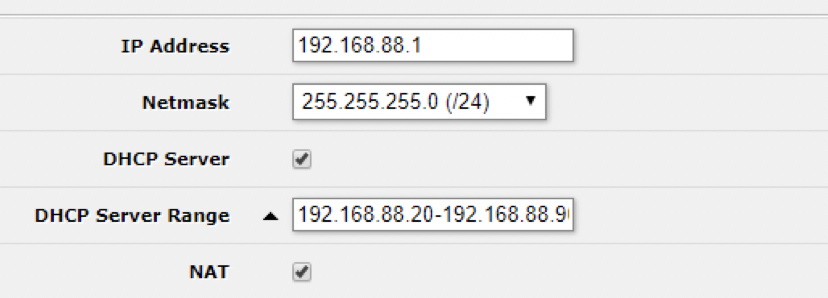 IP Address 192.168.88.1
Netmask 255.255.255.0 (/24)
DHCP Server
DHCP Server Range 192.168.88.20-192.168.88.9
NAT